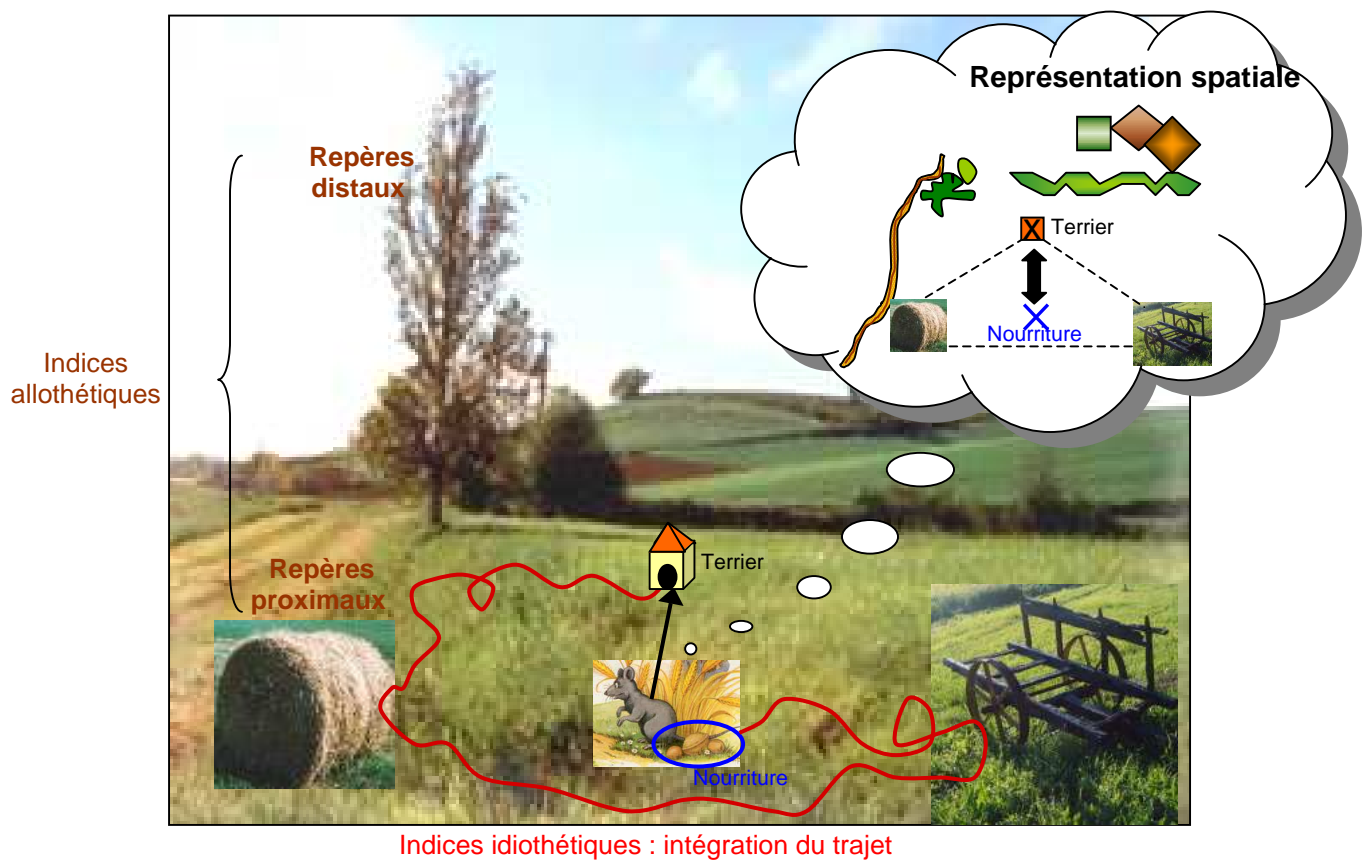 Représentation spatiale
Repères
distaux
Terrier
Nourriture
Indices
allothétiques
Terrier
Repères
proximaux
Nourriture
Indices idiothétiques : intégration du trajet